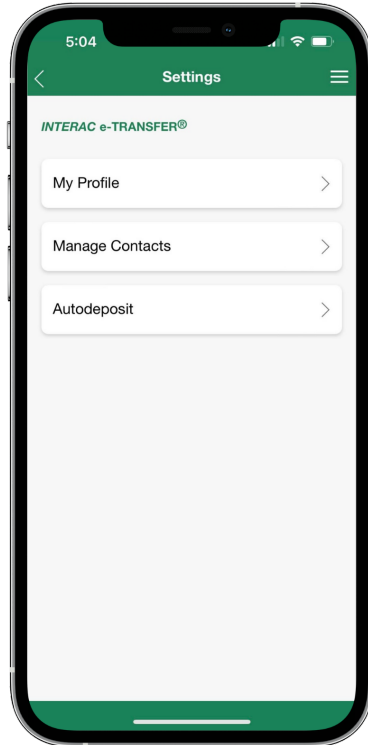 5:04
Settings
INTERAC e-TRANSFER®
My Profile
Manage Contacts
Autodeposit